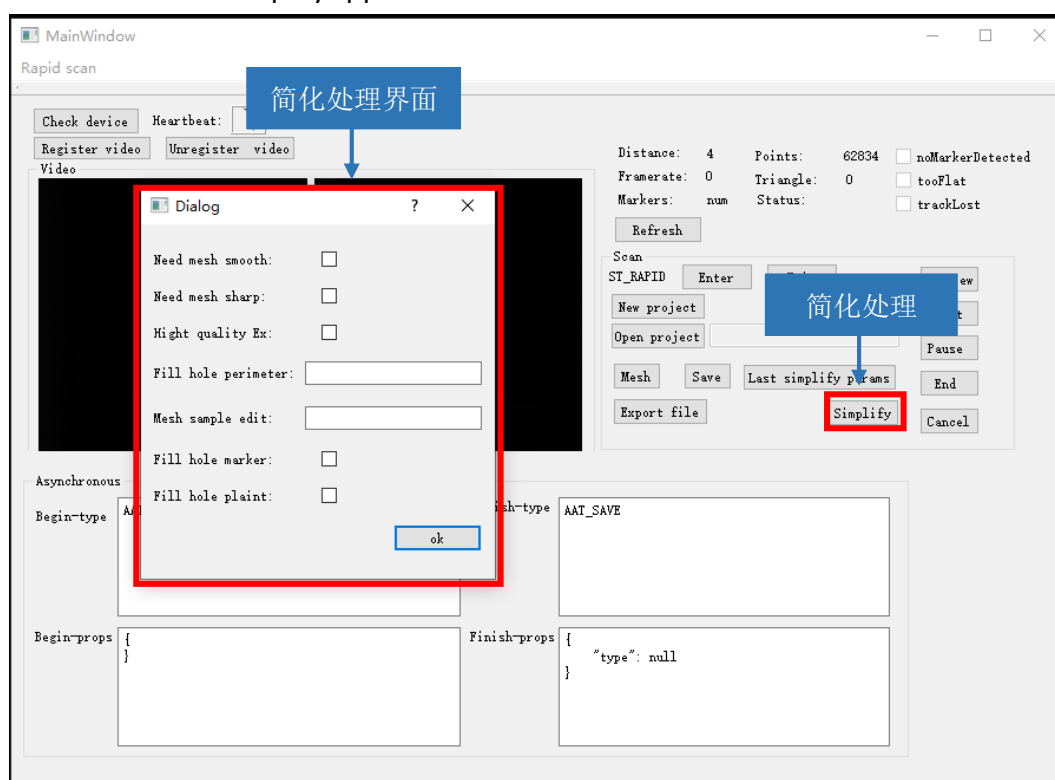 MainWindow
Rapid scan
简化处理界面
Check device Heartbeat:
Register video Unregister video
Video
Distance: 4 Points: 62834 noMarkerDetected
Framerate: 0 Triangle: 0 tooFlat
Markers: num Status: trackLost
Refresh
Dialog ? ×
Need mesh smooth:
Need mesh sharp:
Hight quality Ex:
Fill hole perimeter:
Mesh sample edit:
Fill hole marker:
Fill hole plaint:
ok
Scan
ST_RAPID Enter
简化处理
New project
Open project
Pause
Mesh Save Last simplify params End
Export file Simplify Cancel
Asynchronous
Begin-type
AAT_SAVE
Begin-props {
}
Finish-props {
"type": null
}